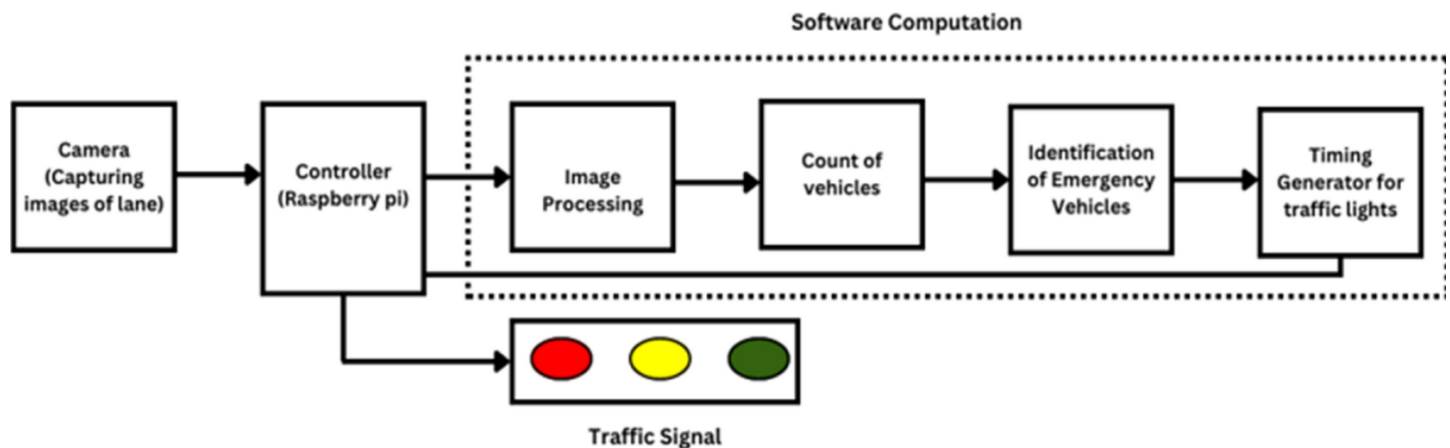 Software Computation
Camera
(Capturing
images of lane)
Controller
(Raspberry pi)
Image
Processing
Count of
vehicles
Identification
of Emergency
Vehicles
Timing
Generator for
traffic lights
Traffic Signal